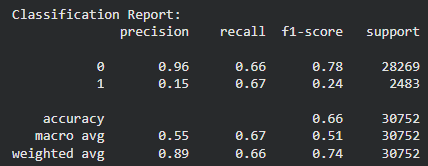 Classification Report:
precision recall f1-score support
0 0.96 0.66 0.78 28269
1 0.15 0.67 0.24 2483
accuracy 0.66 30752
macro avg 0.55 0.67 0.51 30752
weighted avg 0.89 0.66 0.74 30752